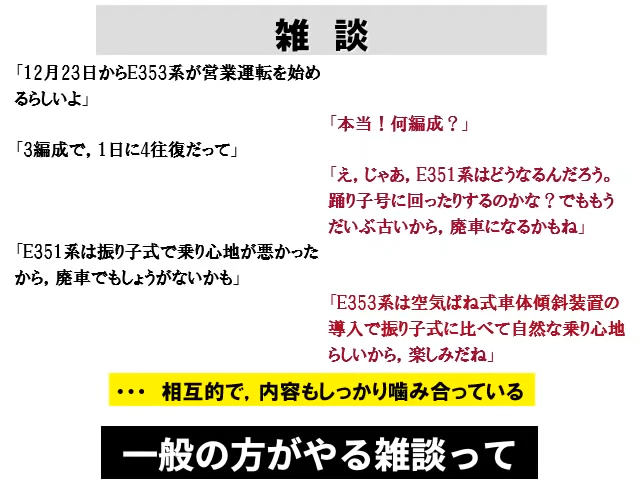 雑 談
「12月23日からE353系が営業運転を始め
るらしいよ」
「本当！何編成？」
「3編成で，1日に4往復だって」
「え，じゃあ，E351系はどうなるんだろう。
踊り子号に回ったりするのかな？でももう
だいぶ古いから，廃車になるかもね」
「E351系は振り子式で乗り心地が悪かった
から，廃車でもしょうがないかも」
「E353系は空気ばね式車体傾斜装置の
導入で振り子式に比べて自然な乗り心地
らしいから，楽しみだね」
・・・ 相互的で，内容もしっかり噛み合っている
一般の方がやる雑談って